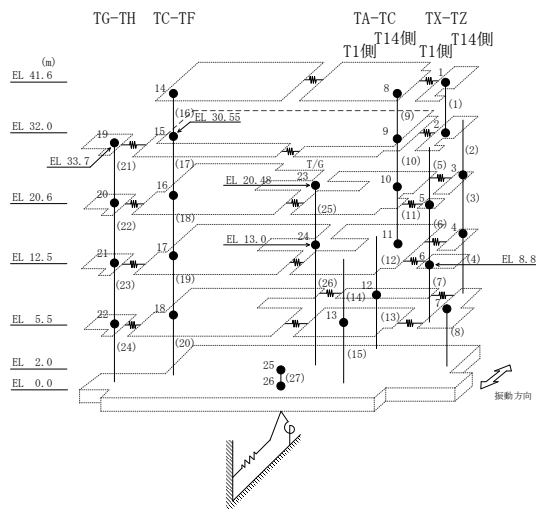 TG-TH TC-TF TA-TC TX-TZ
T14側 T14側
T1側 T1側
(m)
EL 41.6
14 8 1
(16) EL 30.55 (9) (1)
EL 32.0
19 15 9 2
EL 33.7 (21) (17) (10) (2)
T/G
EL 20.48 23 (5) 3
16 10
EL 20.6
20 (25) (11) 5 (3)
(22) (18)
EL 13.0 24 (6) 4
17 11
EL 12.5
21 (12) 6 (4) EL 8.8
(23) (19)
(26) 12 (7)
(14) 7
EL 5.5
22 18 13 (13) (8)
(24) (20) (15)
EL 2.0
25
EL 0.0
26 (27)
振動方向